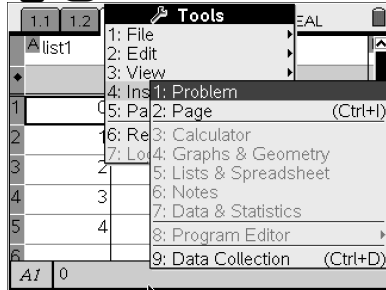 1.1 1.2 Tools EAL
A list1
1: File
2: Edit
3: View
4: Ins 1: Problem
5: Pa 2: Page (Ctrl+I)
6: Re 3: Calculator
7: Loc 4: Graphs & Geometry
5: Lists & Spreadsheet
6: Notes
7: Data & Statistics
8: Program Editor
9: Data Collection (Ctrl+D)
1 0
2 1
3 2
4 3
5 4
6
A1 0